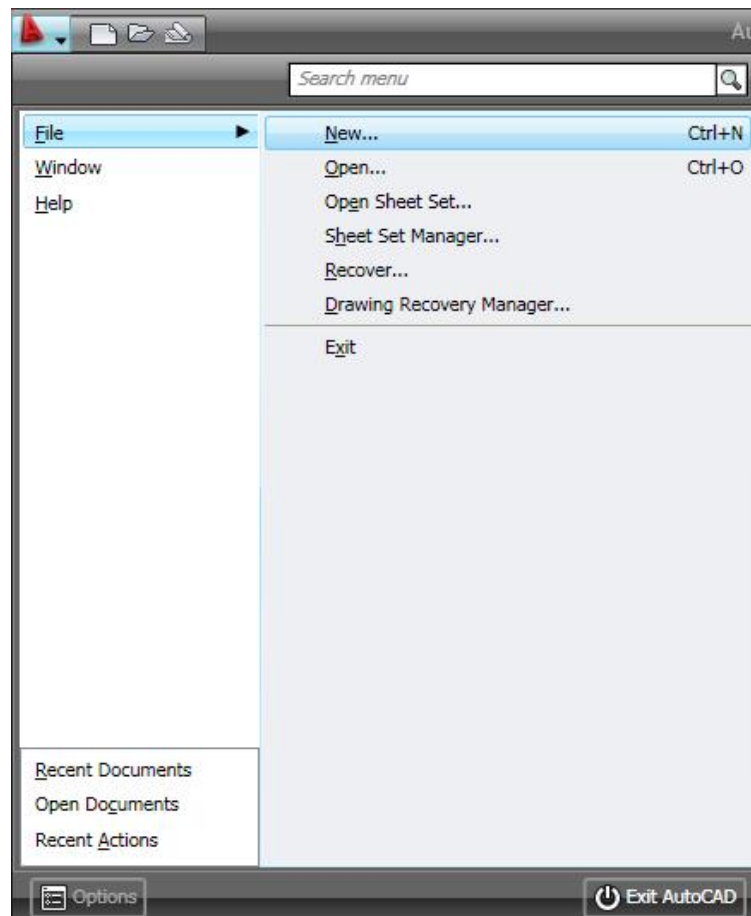 Au
Search menu
File
New... Ctrl+N
Window
Open... Ctrl+O
Help
Open Sheet Set...
Sheet Set Manager...
Recover...
Drawing Recovery Manager...
Exit
Recent Documents
Open Documents
Recent Actions
Options
Exit AutoCAD